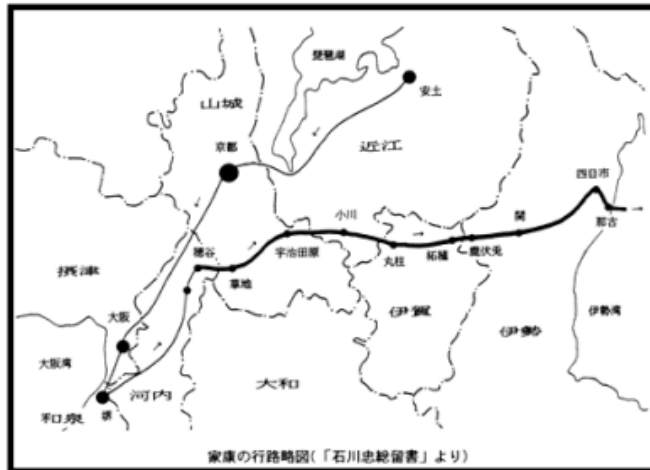 琵琶湖
安土
山城
近江
京都
四日市
小川
関
那古
穂谷
宇治田原
草地
丸柱
柘植
鹿伏兎
摂津
大阪
伊賀
伊勢
伊勢湾
大阪湾
河内
大和
和泉
堺
家康の行路略図(「石川忠総留書」より)